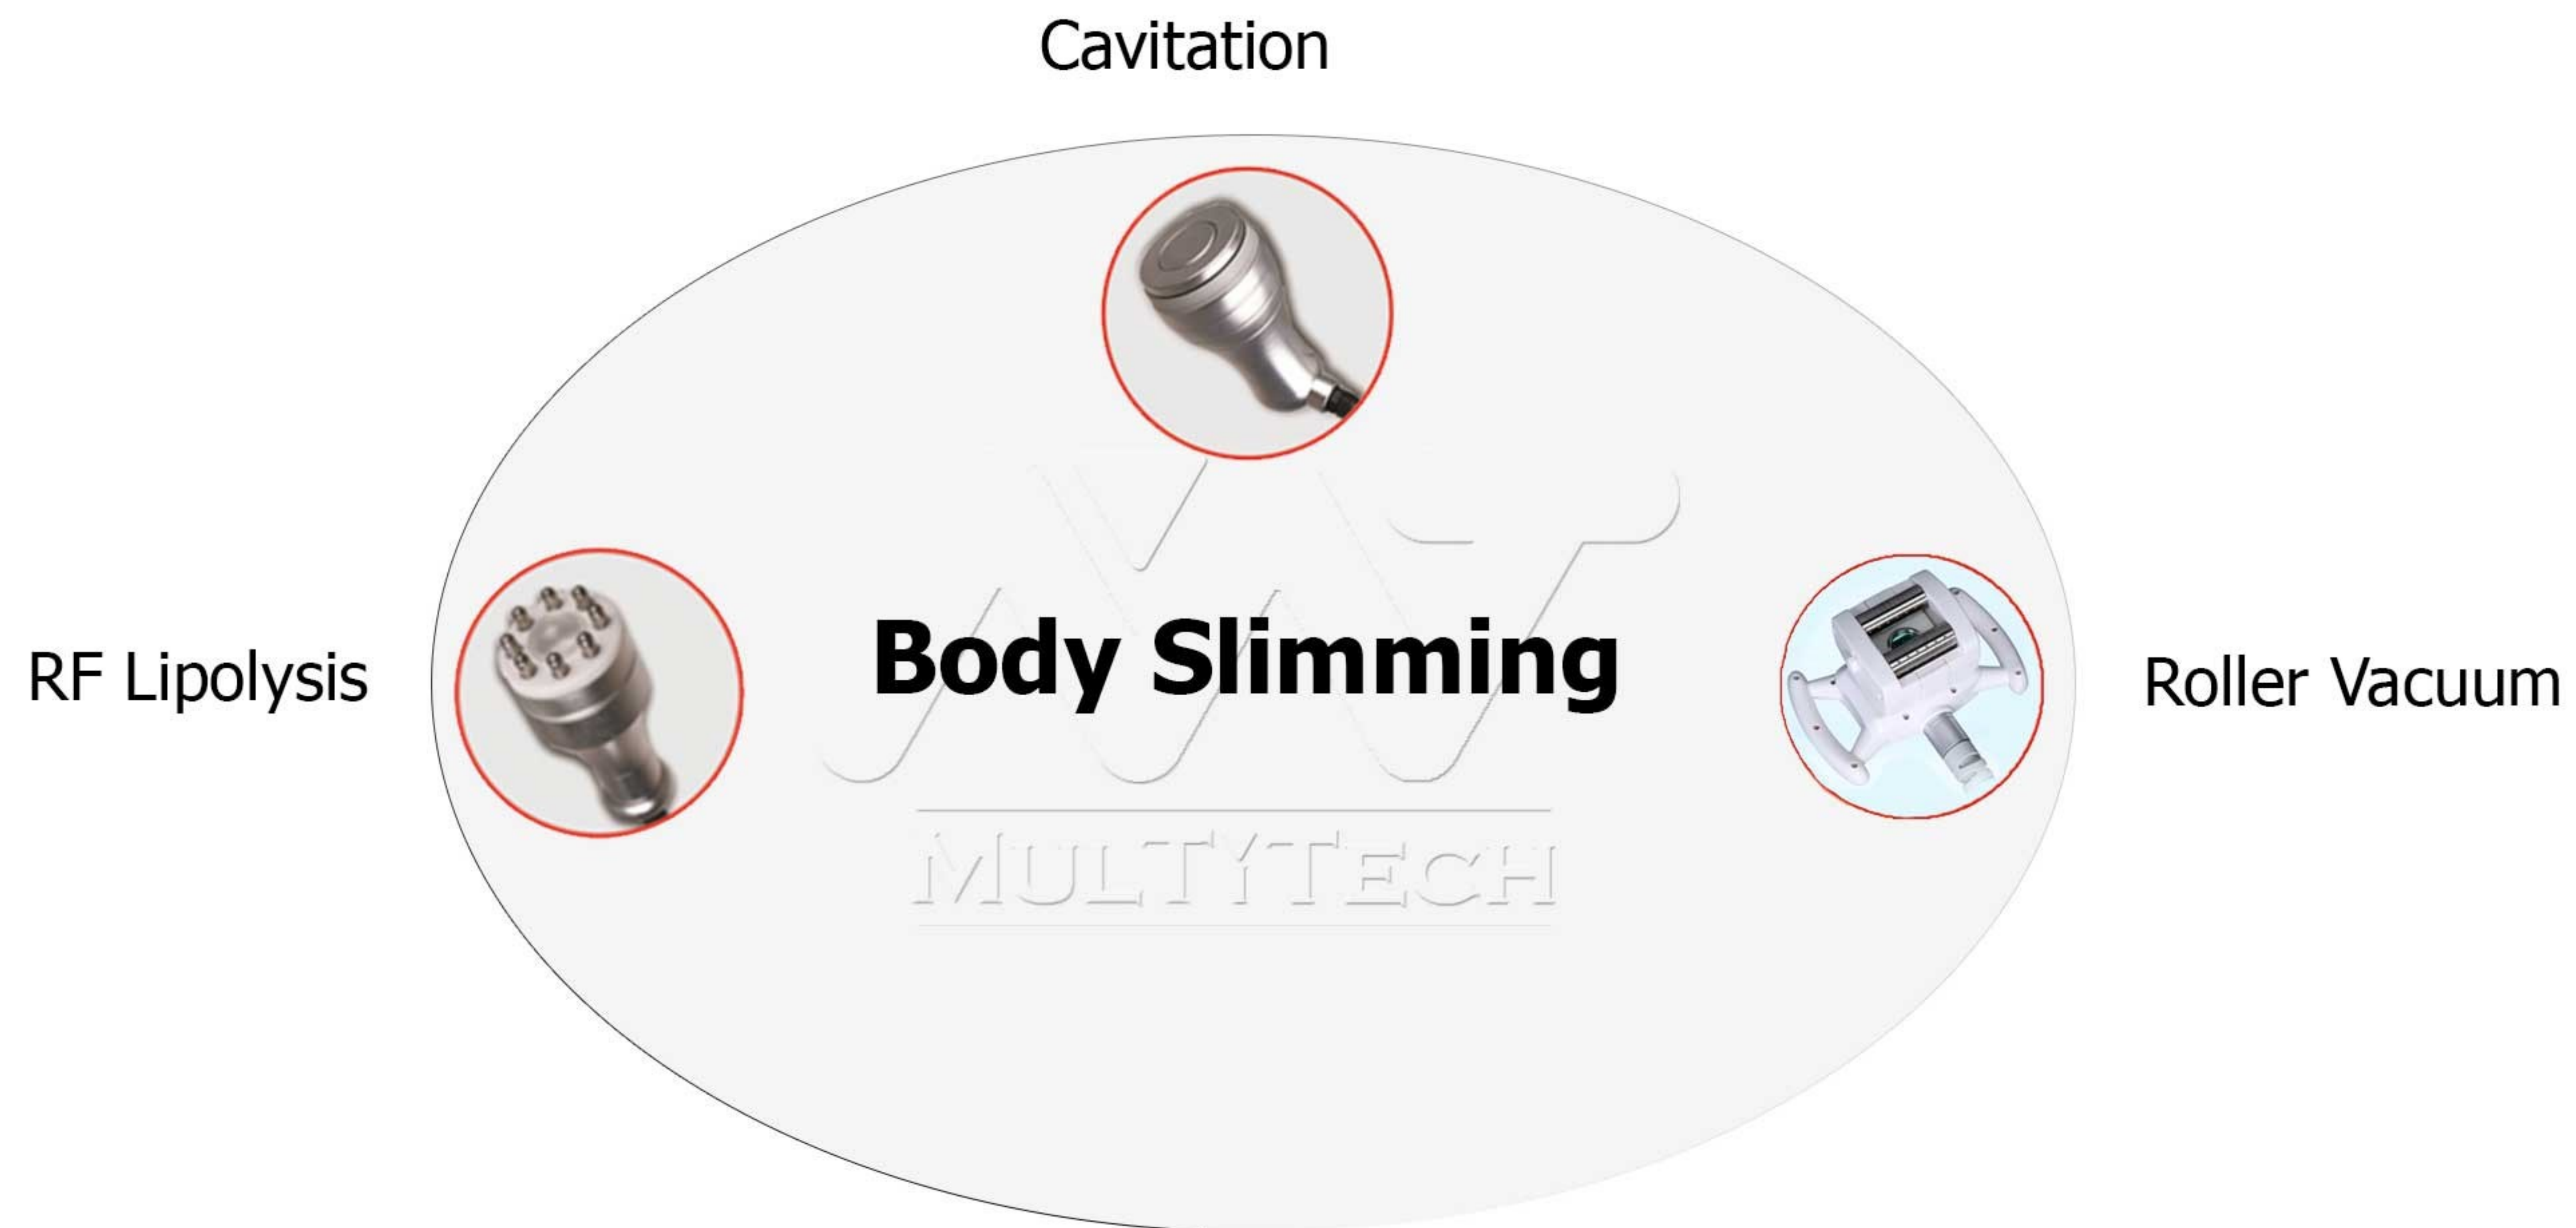 Cavitation
RF Lipolysis
Body Slimming
Roller Vacuum
MULTYTECH